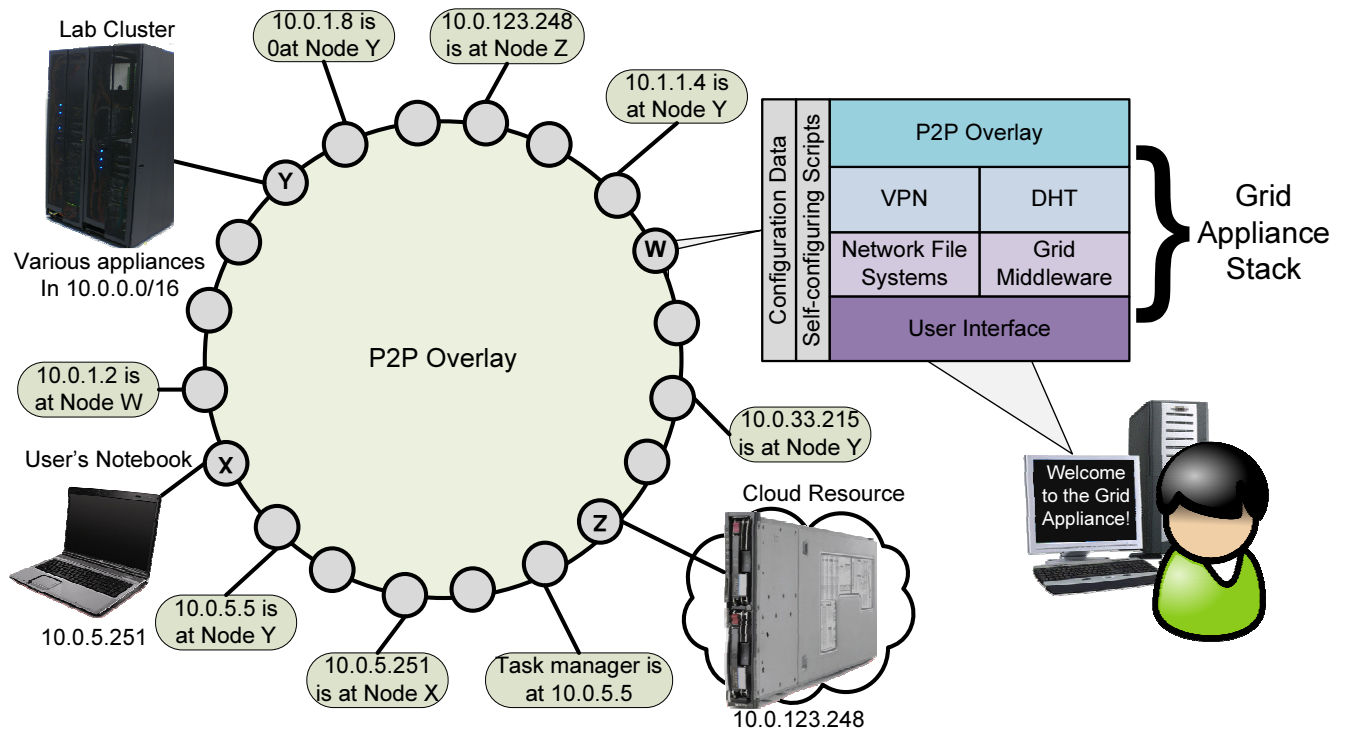 Lab Cluster
10.0.1.8 is
0at Node Y
10.0.123.248
is at Node Z
10.1.1.4 is
at Node Y
Y
W
Various appliances
In 10.0.0.0/16
P2P Overlay
10.0.1.2 is
at Node W
User's Notebook
X
10.0.5.251
10.0.5.5 is
at Node Y
10.0.5.251
is at Node X
Task manager is
at 10.0.5.5
Z
10.0.33.215
is at Node Y
Cloud Resource
10.0.123.248
Configuration Data
Self-configuring Scripts
P2P Overlay
VPN
DHT
Network File
Systems
Grid
Middleware
User Interface
Grid
Appliance
Stack
Welcome
to the Grid
Appliance!